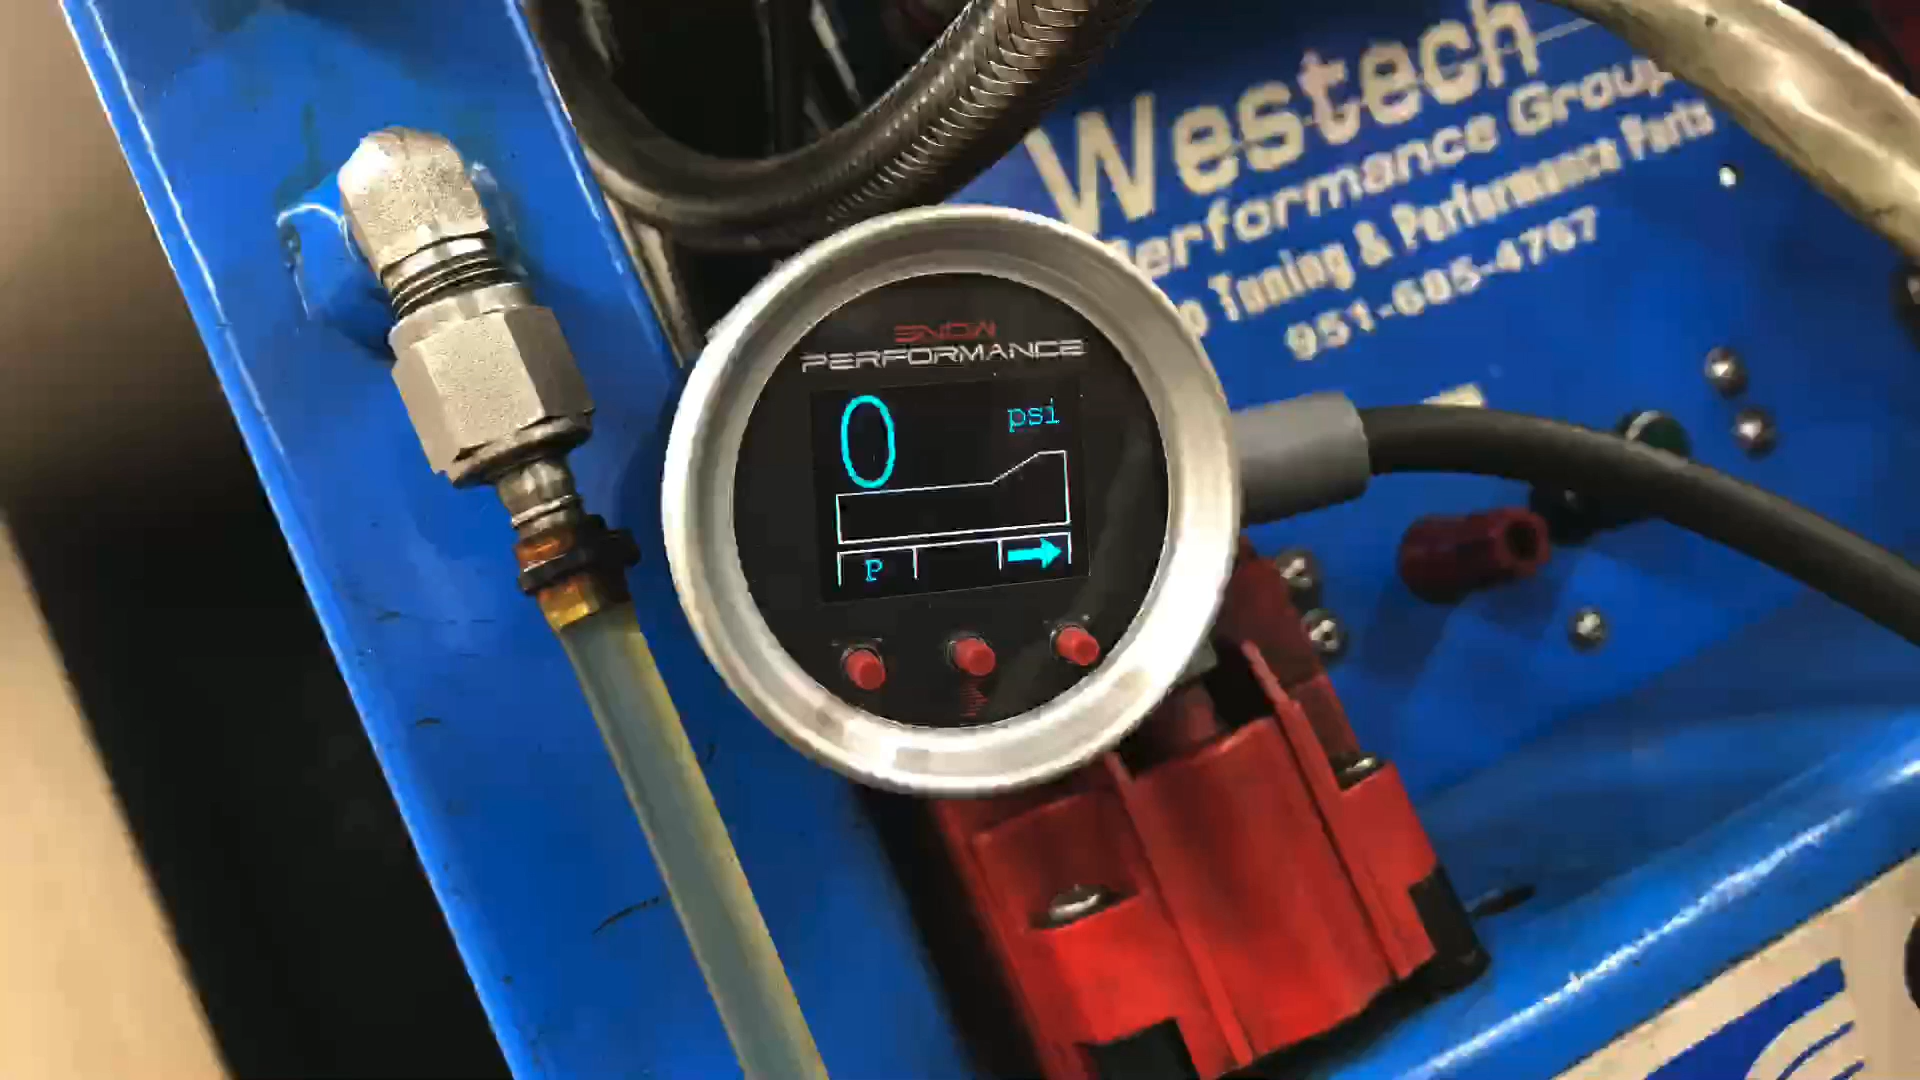 Westech
Performance Group
Tuning & Performance Parts
951-685-4767
SNOW
PERFORMANCE
0 psi
P